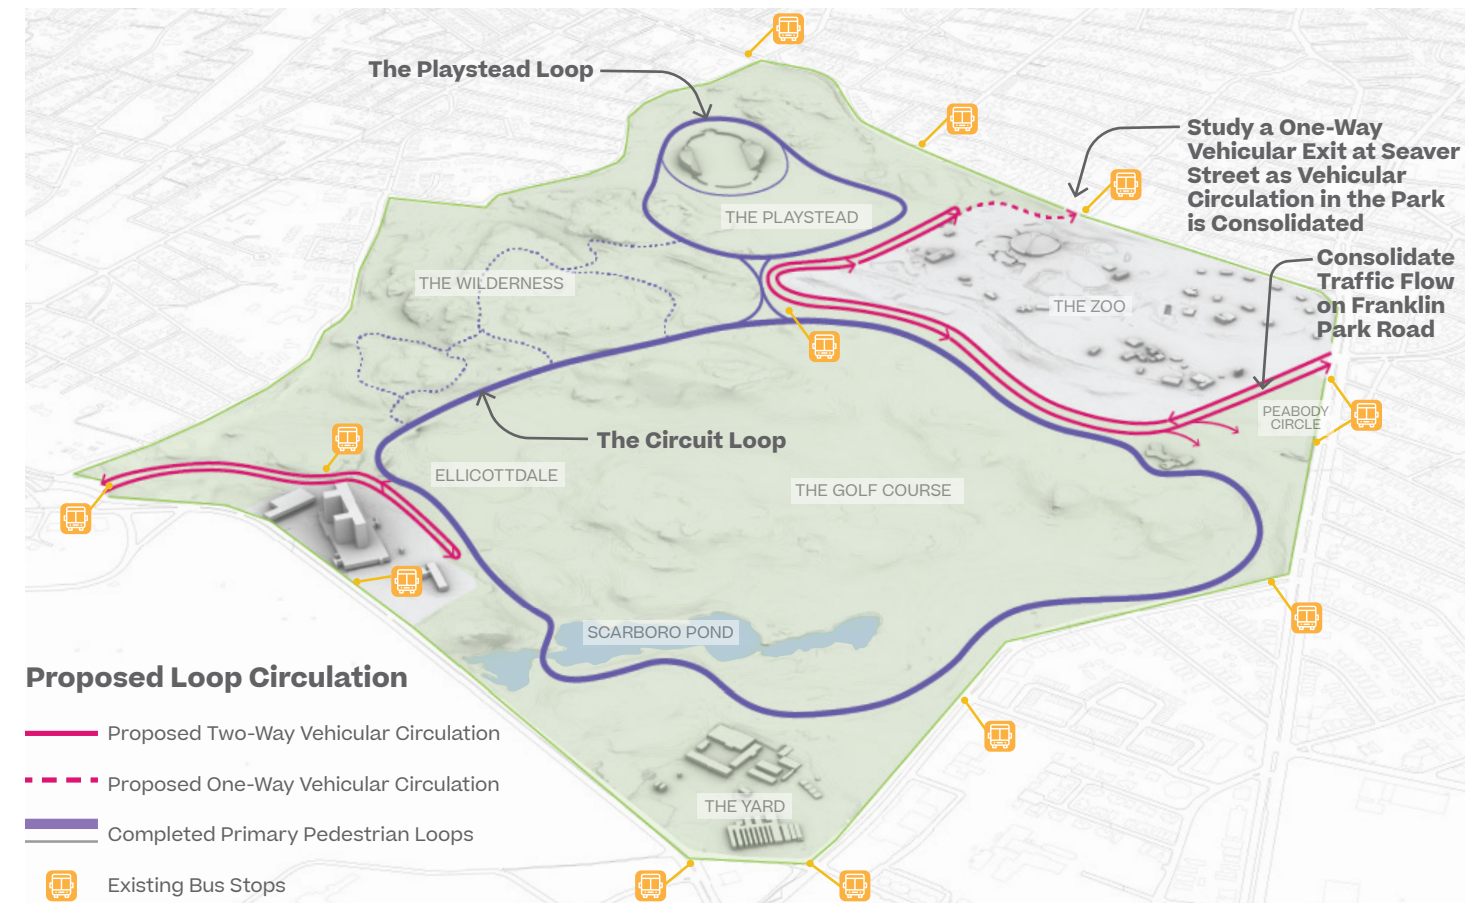 The Playstead Loop
Study a One-Way
Vehicular Exit at Seaver
Street as Vehicular
Circulation in the Park
is Consolidated
THE PLAYSTEAD
Consolidate
Traffic Flow
on Franklin
Park Road
THE WILDERNESS
THE ZOO
PEABODY
CIRCLE
The Circuit Loop
ELLICOTTDALE
THE GOLF COURSE
SCARBORO POND
Proposed Loop Circulation
Proposed Two-Way Vehicular Circulation
Proposed One-Way Vehicular Circulation
Completed Primary Pedestrian Loops
Existing Bus Stops
THE YARD